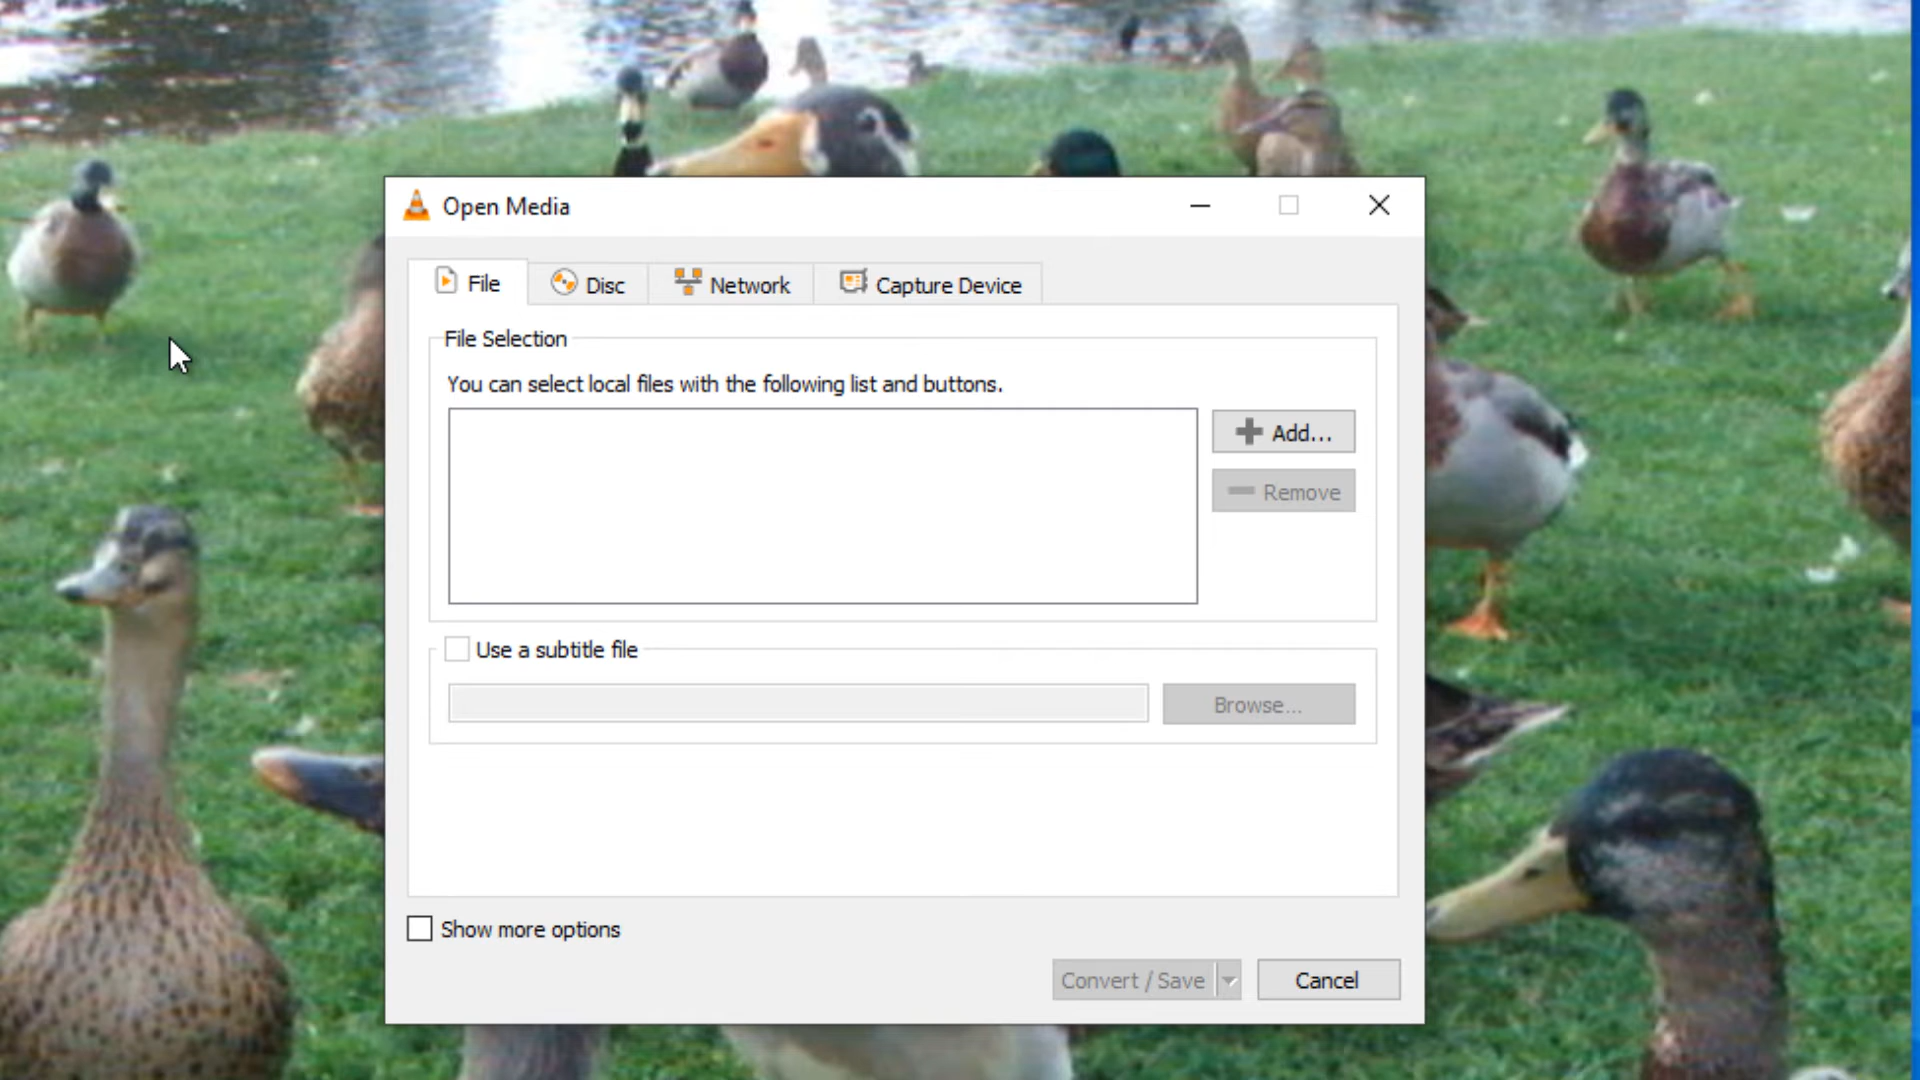 Open Media
File
Disc
Network
Capture Device
File Selection
You can select local files with the following list and buttons.
Add...
Remove
Use a subtitle file
Browse...
Show more options
Convert / Save
Cancel